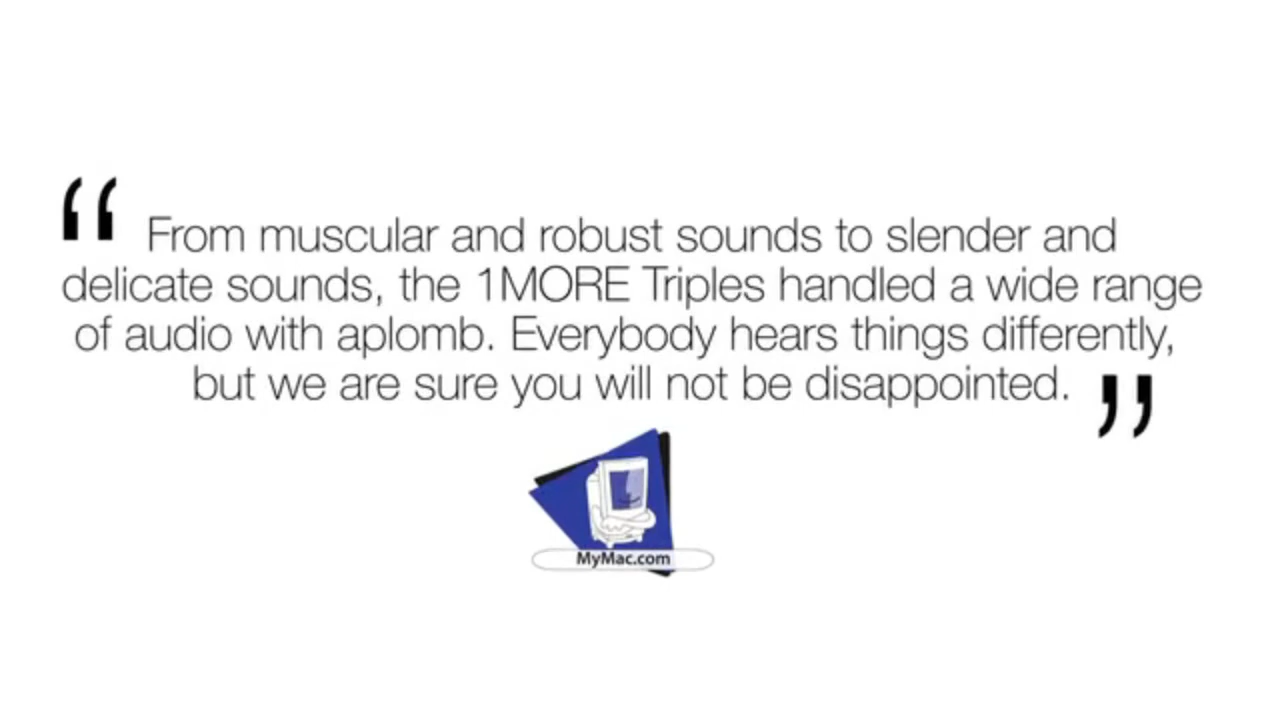 “ From muscular and robust sounds to slender and
delicate sounds, the 1MORE Triples handled a wide range
of audio with aplomb. Everybody hears things differently,
but we are sure you will not be disappointed. ”
MyMac.com